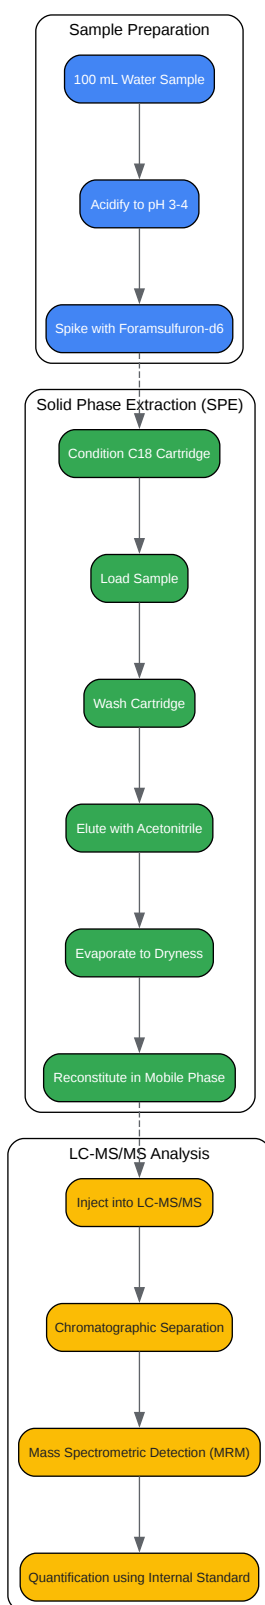 Sample Preparation
100 mL Water Sample
Acidify to pH 3-4
Spike with Foramsulfuron-d6
Solid Phase Extraction (SPE)
Condition C18 Cartridge
Load Sample
Wash Cartridge
Elute with Acetonitrile
Evaporate to Dryness
Reconstitute in Mobile Phase
LC-MS/MS Analysis
Inject into LC-MS/MS
Chromatographic Separation
Mass Spectrometric Detection (MRM)
Quantification using Internal Standard